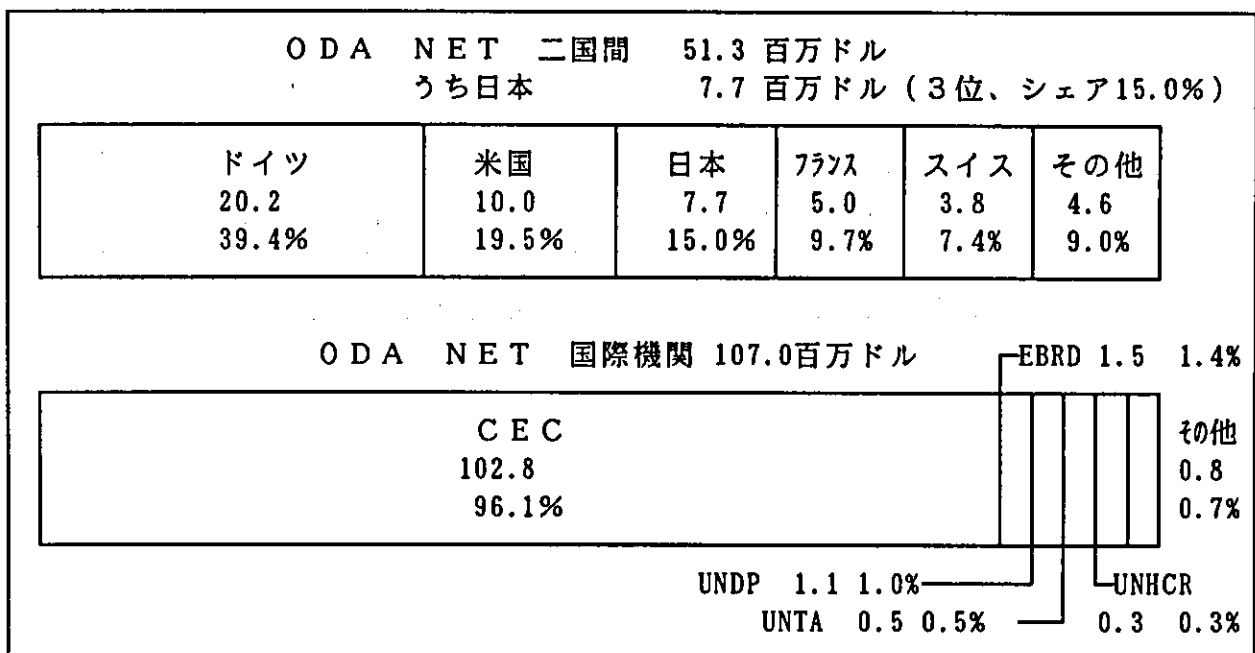 ODA NET 二国間 51.3 百万ドル
うち日本 7.7 百万ドル(3位、シェア15.0%)
ドイツ 米国 日本 フランス スイス その他
20.2 10.0 7.7 5.0 3.8 4.6
39.4% 19.5% 15.0% 9.7% 7.4% 9.0%
ODA NET 国際機関 107.0百万ドル EBRD 1.5 1.4%
CEC その他
102.8 0.8
96.1% 0.7%
UNDP 1.1 1.0% UNHCR
UNTA 0.5 0.5% 0.3 0.3%